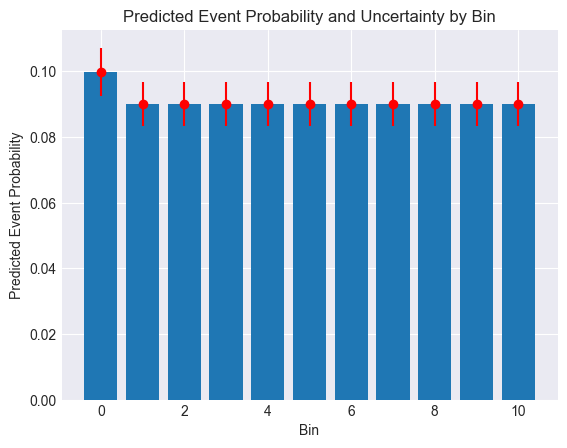 Predicted Event Probability and Uncertainty by Bin
Predicted Event Probability
0.10
0.08
0.06
0.04
0.02
0.00
0 2 4 6 8 10
Bin